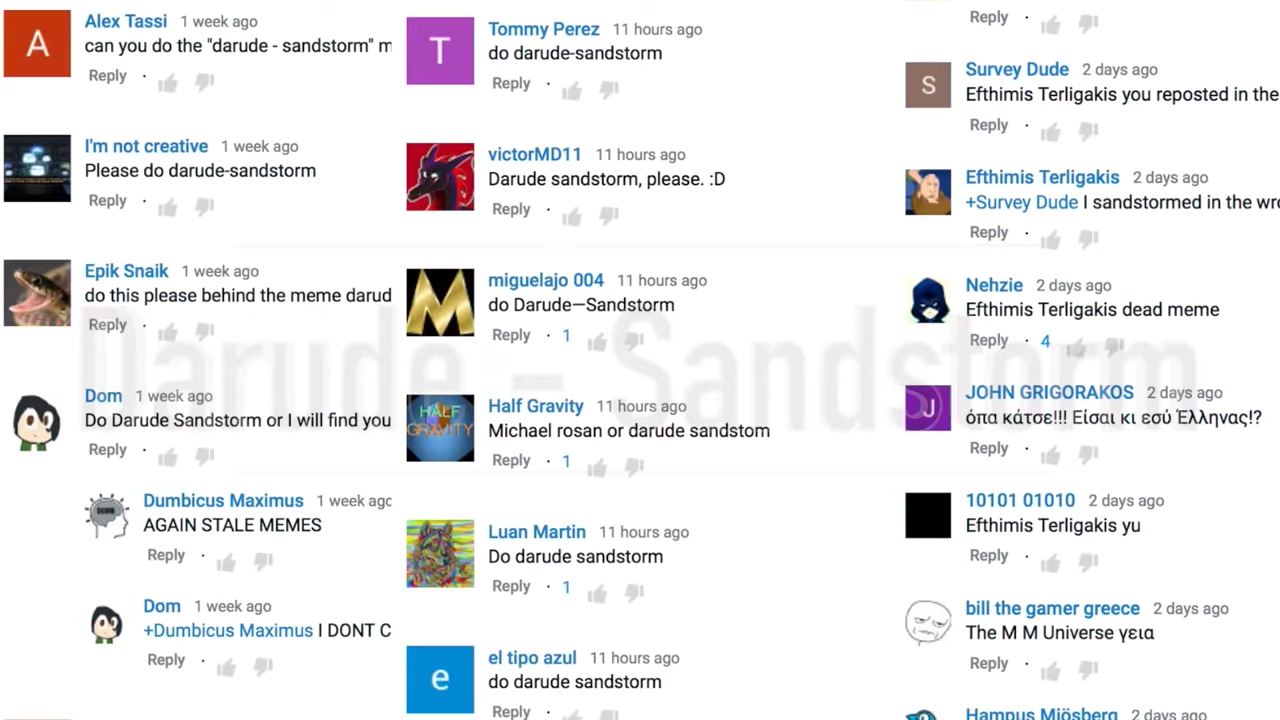 A
Alex Tassi 1 week ago
can you do the "darude - sandstorm" m
Reply ·
I'm not creative 1 week ago
Please do darude-sandstorm
Reply ·
Epik Snaik 1 week ago
do this please behind the meme darud
Reply ·
Dom 1 week ago
Do Darude Sandstorm or I will find you
Reply ·
Dumbicus Maximus 1 week ago
AGAIN STALE MEMES
Reply ·
Dom 1 week ago
+Dumbicus Maximus I DONT C
Reply ·
T
Tommy Perez 11 hours ago
do darude-sandstorm
Reply ·
victorMD11 11 hours ago
Darude sandstorm, please. :D
Reply ·
M
miguelajo 004 11 hours ago
do Darude—Sandstorm
Reply · 1
HALF
GRAVITY
Half Gravity 11 hours ago
Michael rosan or darude sandstom
Reply · 1
Luan Martin 11 hours ago
Do darude sandstorm
Reply · 1
e
el tipo azul 11 hours ago
do darude sandstorm
Reply ·
Reply ·
S
Survey Dude 2 days ago
Efthimis Terligakis you reposted in the
Reply ·
Efthimis Terligakis 2 days ago
+Survey Dude I sandstormed in the wro
Reply ·
Nehzie 2 days ago
Efthimis Terligakis dead meme
Reply · 4
J
JOHN GRIGORAKOS 2 days ago
όπα κάτσε!!! Είσαι κι εσύ Έλληνας!?
Reply ·
10101 01010 2 days ago
Efthimis Terligakis yu
Reply ·
bill the gamer greece 2 days ago
The M M Universe γεια
Reply ·
Hampus Mjösberg 2 days ago
Darude – Sandstorm